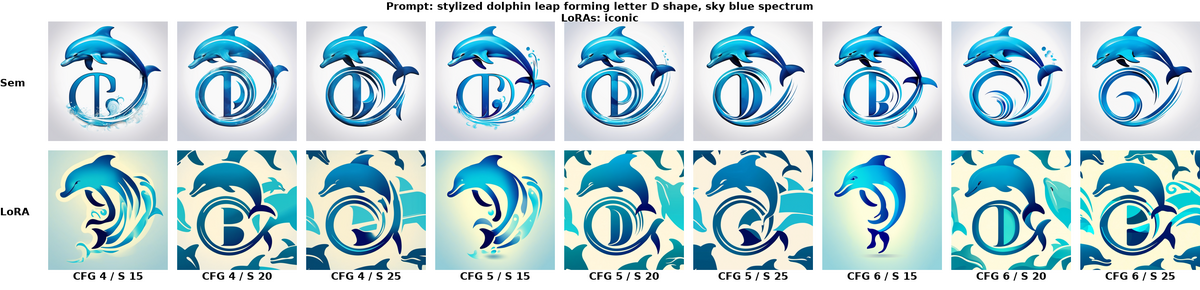 Prompt: stylized dolphin leap forming letter D shape, sky blue spectrum
LoRAs: iconic
Sem
LoRA
CFG 4 / S 15
CFG 4 / S 20
CFG 4 / S 25
CFG 5 / S 15
CFG 5 / S 20
CFG 5 / S 25
CFG 6 / S 15
CFG 6 / S 20
CFG 6 / S 25